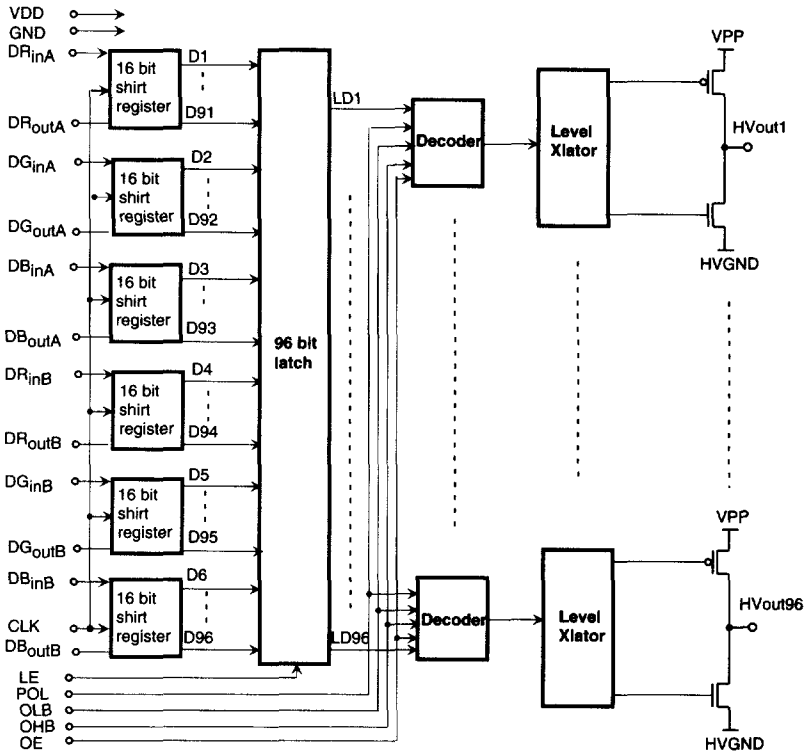 VDD
GND
DRinA
16 bit
shirt
register
D1
DRoutA
D91
DGinA
16 bit
shirt
register
D2
DGoutA
D92
DBinA
16 bit
shirt
register
D3
DBoutA
D93
DRinB
16 bit
shirt
register
D4
DRoutB
D94
DGinB
16 bit
shirt
register
D5
DGoutB
D95
DBinB
16 bit
shirt
register
D6
CLK
D96
DBoutB
LE
POL
OLB
OHB
OE
96 bit
latch
LD1
LD96
Decoder
Level
Xlator
VPP
HVout1
HVGND
Decoder
Level
Xlator
VPP
HVout96
HVGND